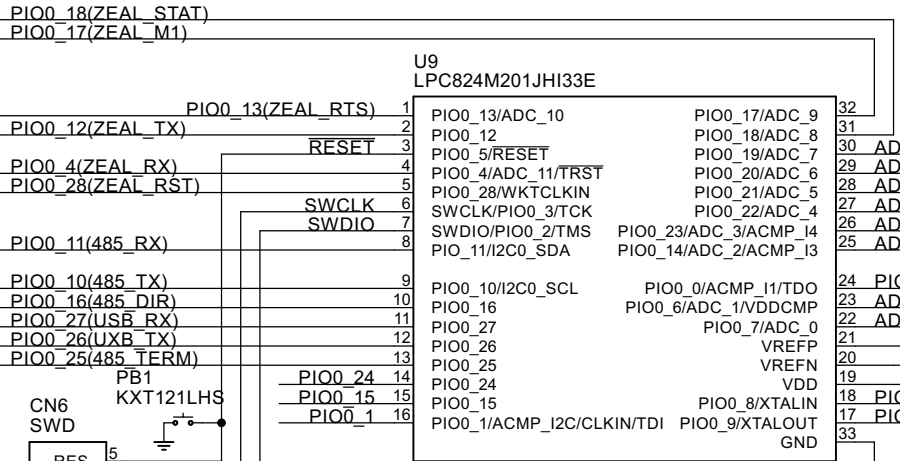 PIO0_18(ZEAL_STAT)
PIO0_17(ZEAL_M1)
U9
LPC824M201JHI33E
PIO0_13(ZEAL_RTS) 1 PIO0_13/ADC_10 PIO0_17/ADC_9 32
PIO0_12(ZEAL_TX) 2 PIO0_12 PIO0_18/ADC_8 31
RESET 3 PIO0_5/RESET PIO0_19/ADC_7 30 AD
PIO0_4(ZEAL_RX) 4 PIO0_4/ADC_11/TRST PIO0_20/ADC_6 29 AD
PIO0_28(ZEAL_RST) 5 PIO0_28/WKTCLKIN PIO0_21/ADC_5 28 AD
SWCLK 6 SWCLK/PIO0_3/TCK PIO0_22/ADC_4 27 AD
SWDIO 7 SWDIO/PIO0_2/TMS PIO0_23/ADC_3/ACMP_I4 26 AD
PIO0_11(485_RX) 8 PIO_11/I2C0_SDA PIO0_14/ADC_2/ACMP_I3 25 AD
PIO0_10(485_TX) 9 PIO0_10/I2C0_SCL PIO0_0/ACMP_I1/TDO 24 PIO
PIO0_16(485_DIR) 10 PIO0_16 PIO0_6/ADC_1/VDDCMP 23 AD
PIO0_27(USB_RX) 11 PIO0_27 PIO0_7/ADC_0 22 AD
PIO0_26(UXB_TX) 12 PIO0_26 VREFP 21
PIO0_25(485_TERM) 13 PIO0_25 VREFN 20
PIO0_24 14 PIO0_24 VDD 19
PIO0_15 15 PIO0_15 PIO0_8/XTALIN 18 PIO
PIO0_1 16 PIO0_1/ACMP_I2C/CLKIN/TDI PIO0_9/XTALOUT 17 PIO
GND 33
PB1
KXT121LHS
CN6
SWD
RES 5